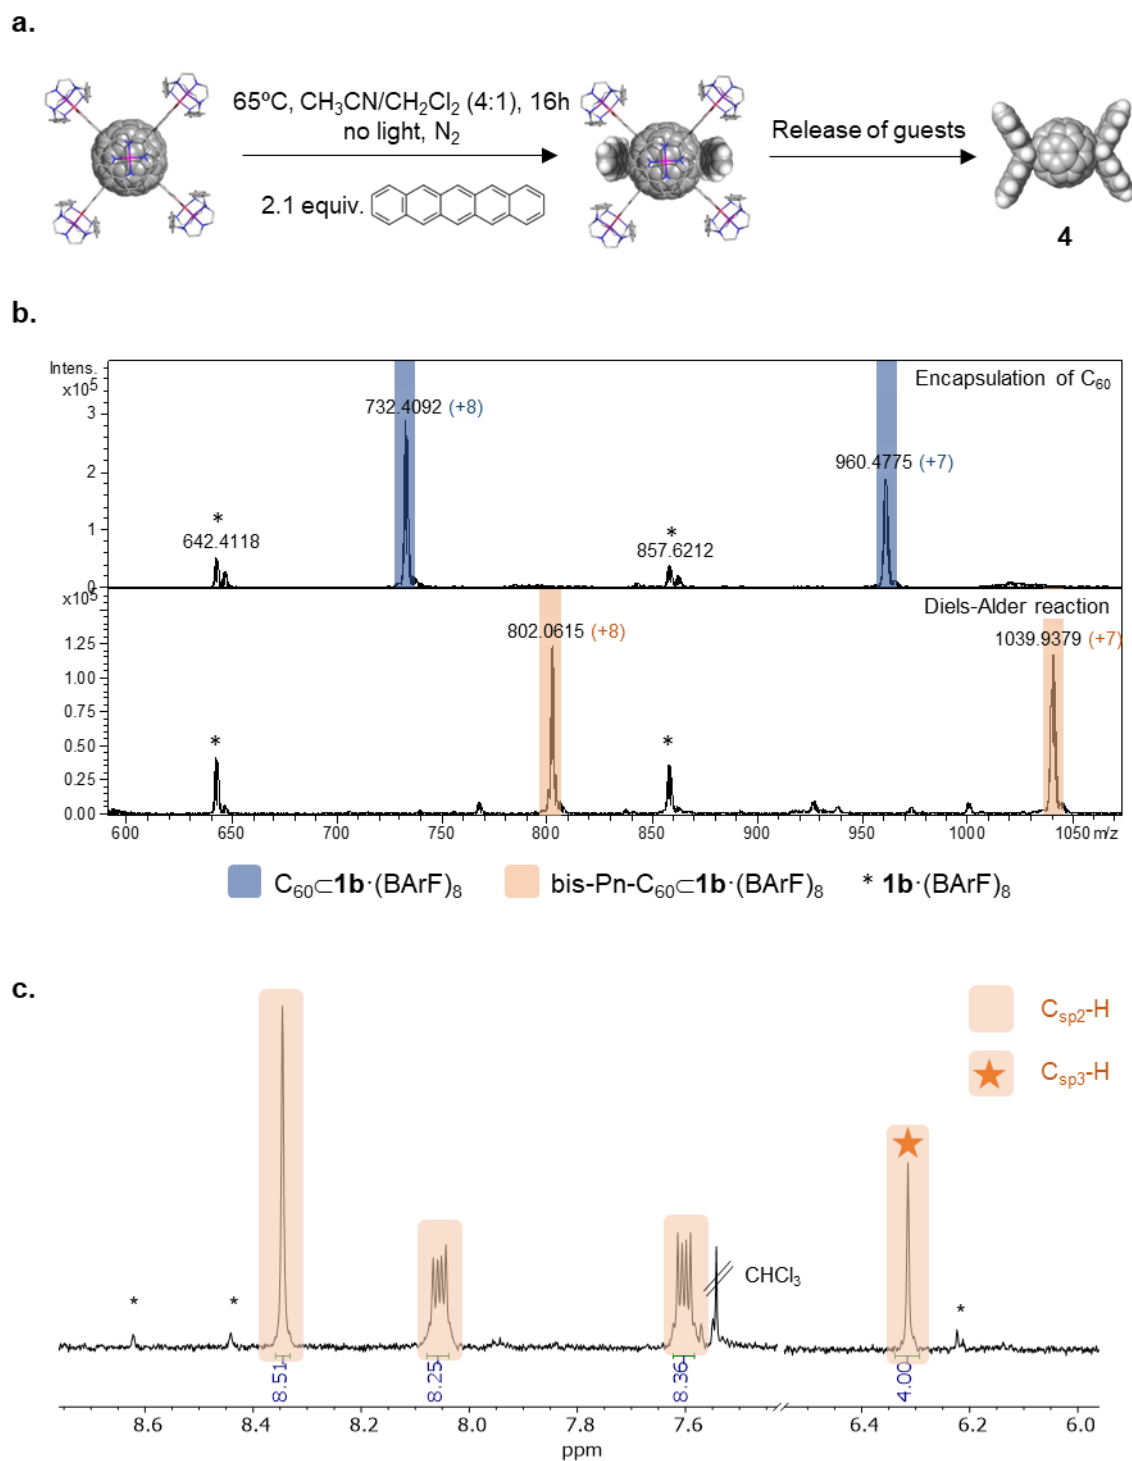 a.
65ºC, CH₃CN/CH₂Cl₂ (4:1), 16h
no light, N₂
2.1 equiv.
Release of guests
4
b.
Intens.
x10⁵
Encapsulation of C₆₀
3
732.4092 (+8)
960.4775 (+7)
2
*
642.4118
*
857.6212
1
0
x10⁵
Diels-Alder reaction
802.0615 (+8)
1039.9379 (+7)
1.25
1.00
0.75
*
*
0.50
0.25
0.00
600 650 700 750 800 850 900 950 1000 1050 m/z
C₆₀⊂1b·(BArF)₈
bis-Pn-C₆₀⊂1b·(BArF)₈
* 1b·(BArF)₈
c.
Csp2-H
Csp3-H
CHCl₃
* * *
8.51 8.25 8.36 4.00
8.6 8.4 8.2 8.0 7.8 7.6 6.4 6.2 6.0
ppm